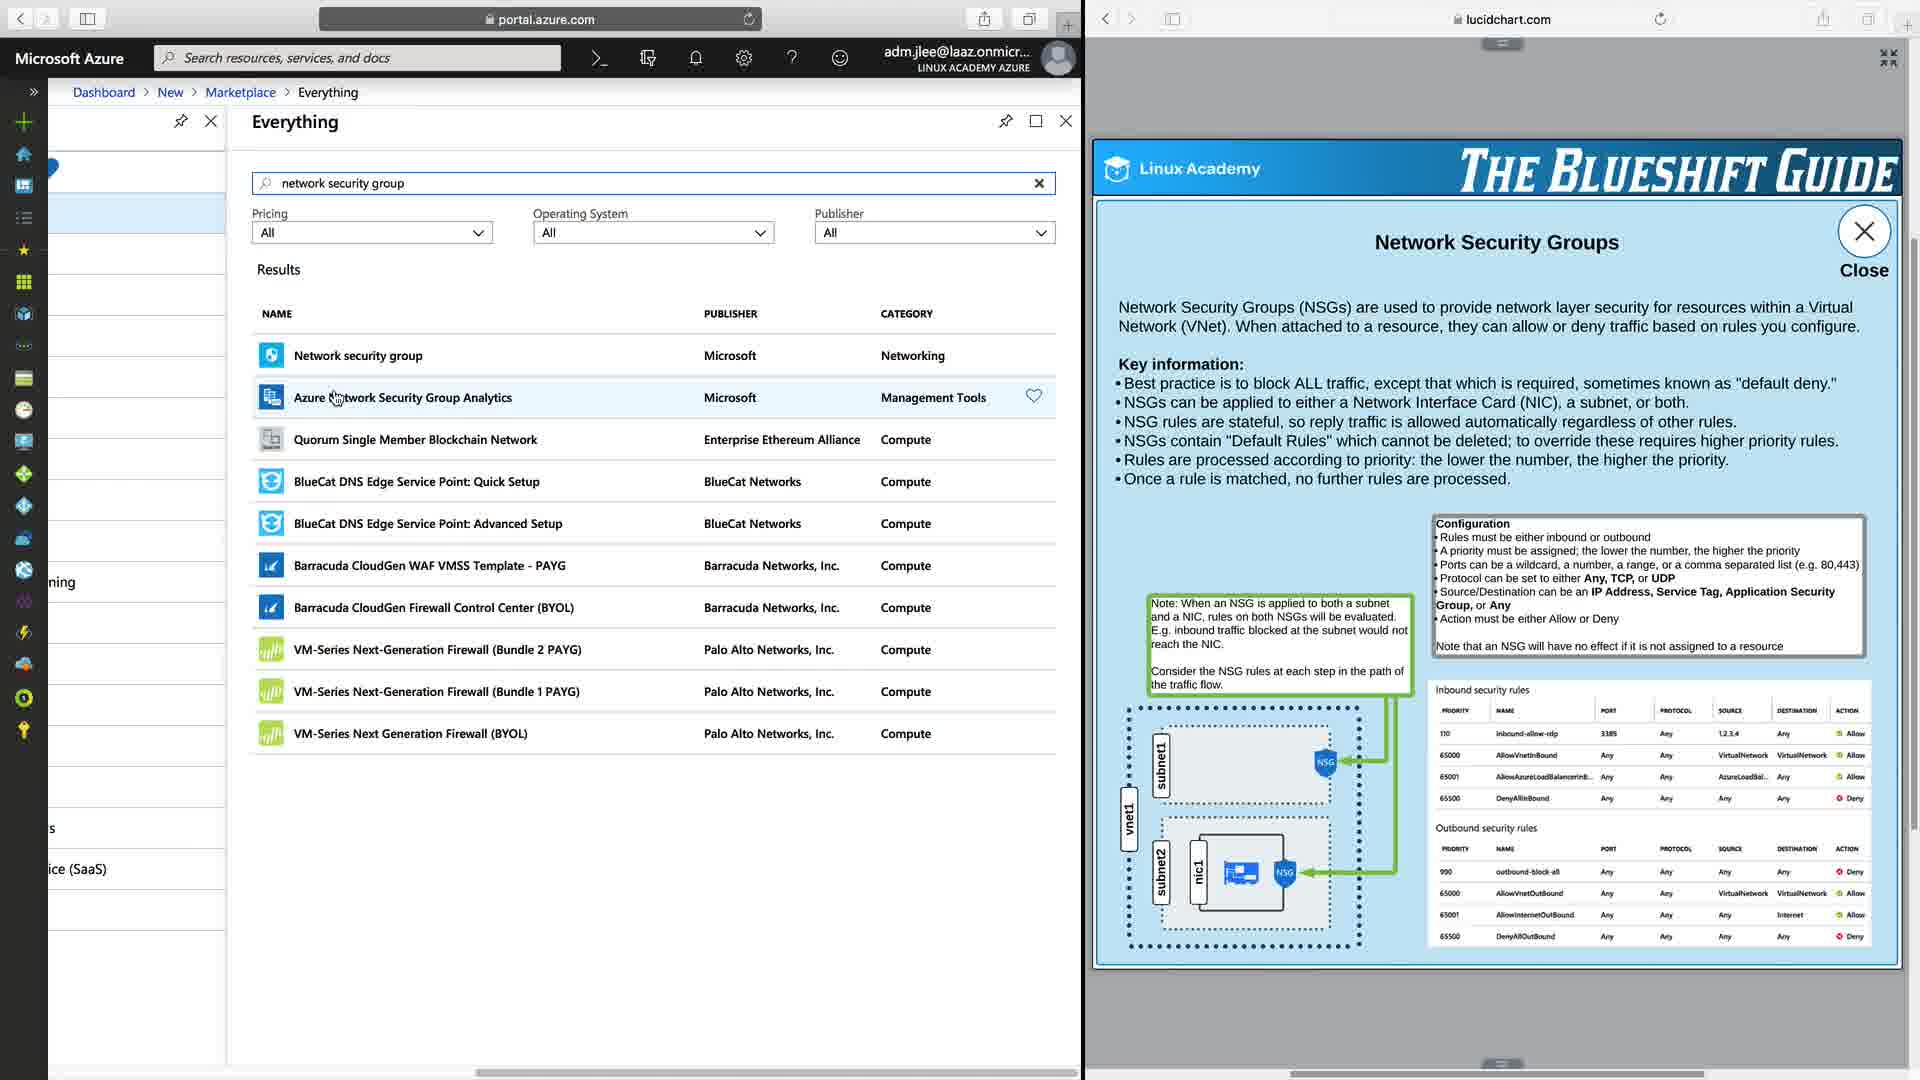 portal.azure.com
Microsoft Azure
Search resources, services, and docs
adm.jlee@laaz.onmicr...
LINUX ACADEMY AZURE
Dashboard > New > Marketplace > Everything
Everything
network security group
Pricing
Operating System
Publisher
All
All
All
Results
NAME PUBLISHER CATEGORY
Network security group Microsoft Networking
Azure Network Security Group Analytics Microsoft Management Tools
Quorum Single Member Blockchain Network Enterprise Ethereum Alliance Compute
BlueCat DNS Edge Service Point: Quick Setup BlueCat Networks Compute
BlueCat DNS Edge Service Point: Advanced Setup BlueCat Networks Compute
Barracuda CloudGen WAF VMSS Template - PAYG Barracuda Networks, Inc. Compute
Barracuda CloudGen Firewall Control Center (BYOL) Barracuda Networks, Inc. Compute
VM-Series Next-Generation Firewall (Bundle 2 PAYG) Palo Alto Networks, Inc. Compute
VM-Series Next-Generation Firewall (Bundle 1 PAYG) Palo Alto Networks, Inc. Compute
VM-Series Next Generation Firewall (BYOL) Palo Alto Networks, Inc. Compute
ning
s
ice (SaaS)
lucidchart.com
Linux Academy
THE BLUESHIFT GUIDE
Network Security Groups
Close
Network Security Groups (NSGs) are used to provide network layer security for resources within a Virtual
Network (VNet). When attached to a resource, they can allow or deny traffic based on rules you configure.
Key information:
• Best practice is to block ALL traffic, except that which is required, sometimes known as "default deny."
• NSGs can be applied to either a Network Interface Card (NIC), a subnet, or both.
• NSG rules are stateful, so reply traffic is allowed automatically regardless of other rules.
• NSGs contain "Default Rules" which cannot be deleted; to override these requires higher priority rules.
• Rules are processed according to priority: the lower the number, the higher the priority.
• Once a rule is matched, no further rules are processed.
Configuration
• Rules must be either inbound or outbound
• A priority must be assigned; the lower the number, the higher the priority
• Ports can be a wildcard, a number, a range, or a comma separated list (e.g. 80,443)
• Protocol can be set to either Any, TCP, or UDP
• Source/Destination can be an IP Address, Service Tag, Application Security
Group, or Any
• Action must be either Allow or Deny
Note that an NSG will have no effect if it is not assigned to a resource
Note: When an NSG is applied to both a subnet
and a NIC, rules on both NSGs will be evaluated.
E.g. inbound traffic blocked at the subnet would not
reach the NIC.
Consider the NSG rules at each step in the path of
the traffic flow.
vnet1
subnet1
NSG
subnet2
nic1
NSG
Inbound security rules
PRIORITY NAME PORT PROTOCOL SOURCE DESTINATION ACTION
110 inbound-allow-rdp 3389 Any 1.2.3.4 Any Allow
65000 AllowVnetInBound Any Any VirtualNetwork VirtualNetwork Allow
65001 AllowAzureLoadBalancerInB... Any Any AzureLoadBal... Any Allow
65500 DenyAllInBound Any Any Any Any Deny
Outbound security rules
PRIORITY NAME PORT PROTOCOL SOURCE DESTINATION ACTION
990 outbound-block-all Any Any Any Any Deny
65000 AllowVnetOutBound Any Any VirtualNetwork VirtualNetwork Allow
65001 AllowInternetOutBound Any Any Any Internet Allow
65500 DenyAllOutBound Any Any Any Any Deny